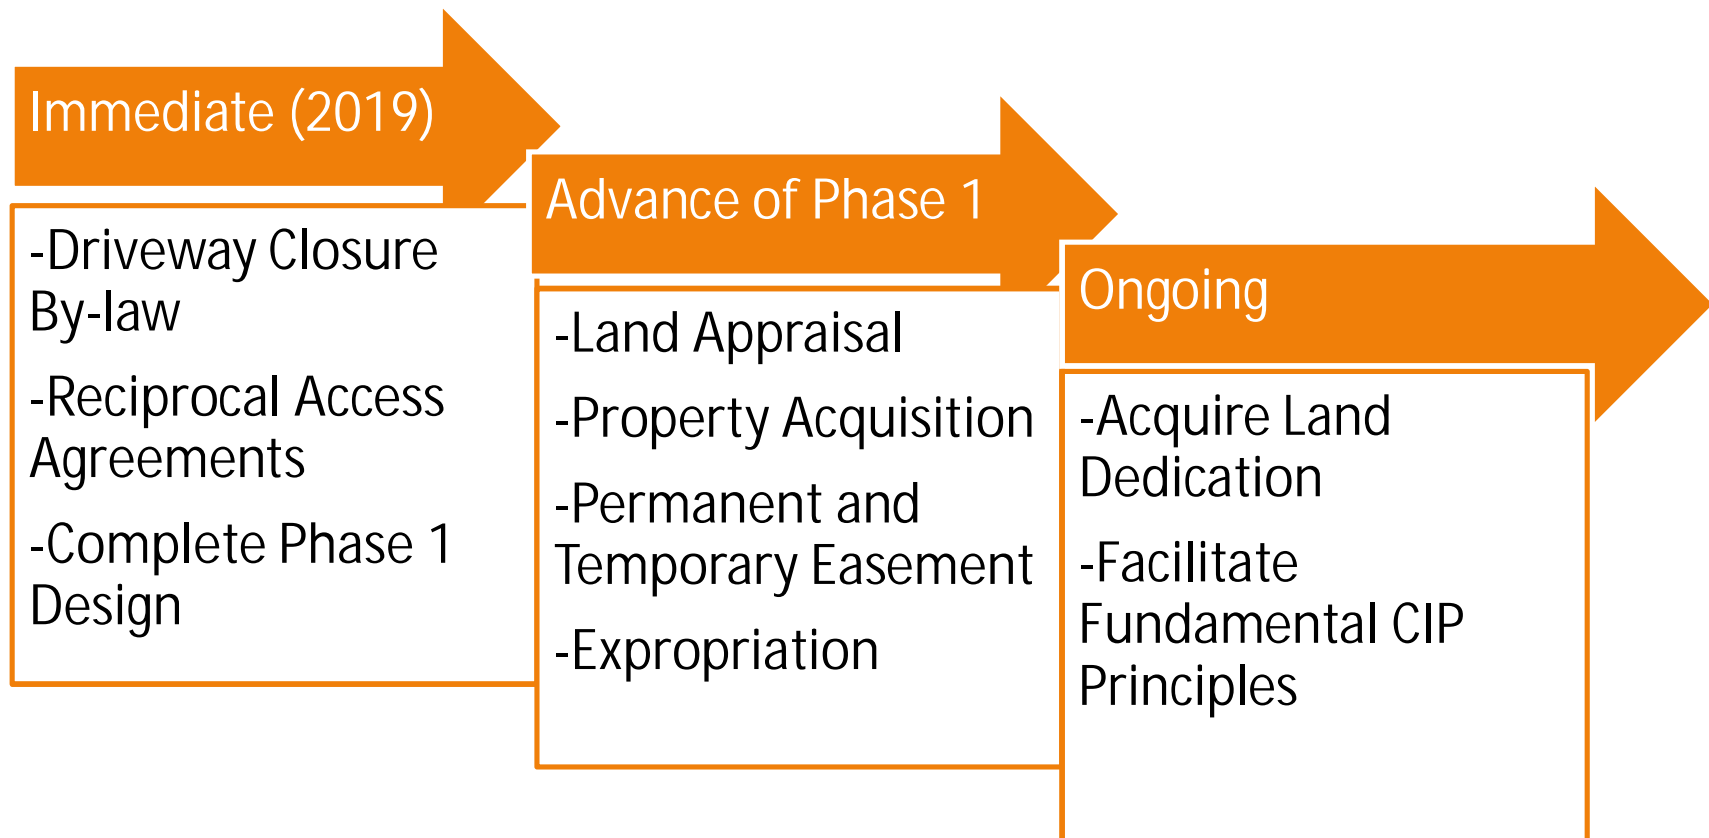 Immediate (2019)
-Driveway Closure
By-law
-Reciprocal Access
Agreements
-Complete Phase 1
Design
Advance of Phase 1
-Land Appraisal
-Property Acquisition
-Permanent and
Temporary Easement
-Expropriation
Ongoing
-Acquire Land
Dedication
-Facilitate
Fundamental CIP
Principles